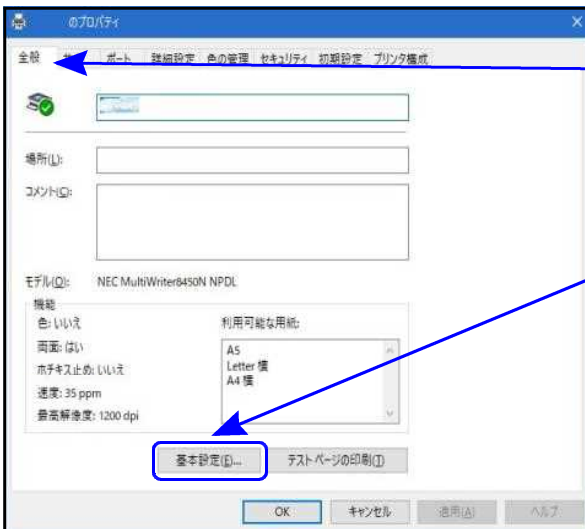 のプロパティ
全般 ポート 詳細設定 色の管理 セキュリティ 初期設定 プリンタ構成
場所(L):
コメント(C):
モデル(O): NEC MultiWriter8450N NPDL
機能
色: いいえ 利用可能な用紙:
両面: はい A5
ホチキス止め: いいえ Letter 横
速度: 35 ppm A4 横
最高解像度: 1200 dpi
基本設定(E)... テスト ページの印刷(T)
OK キャンセル 適用(A) ヘルプ